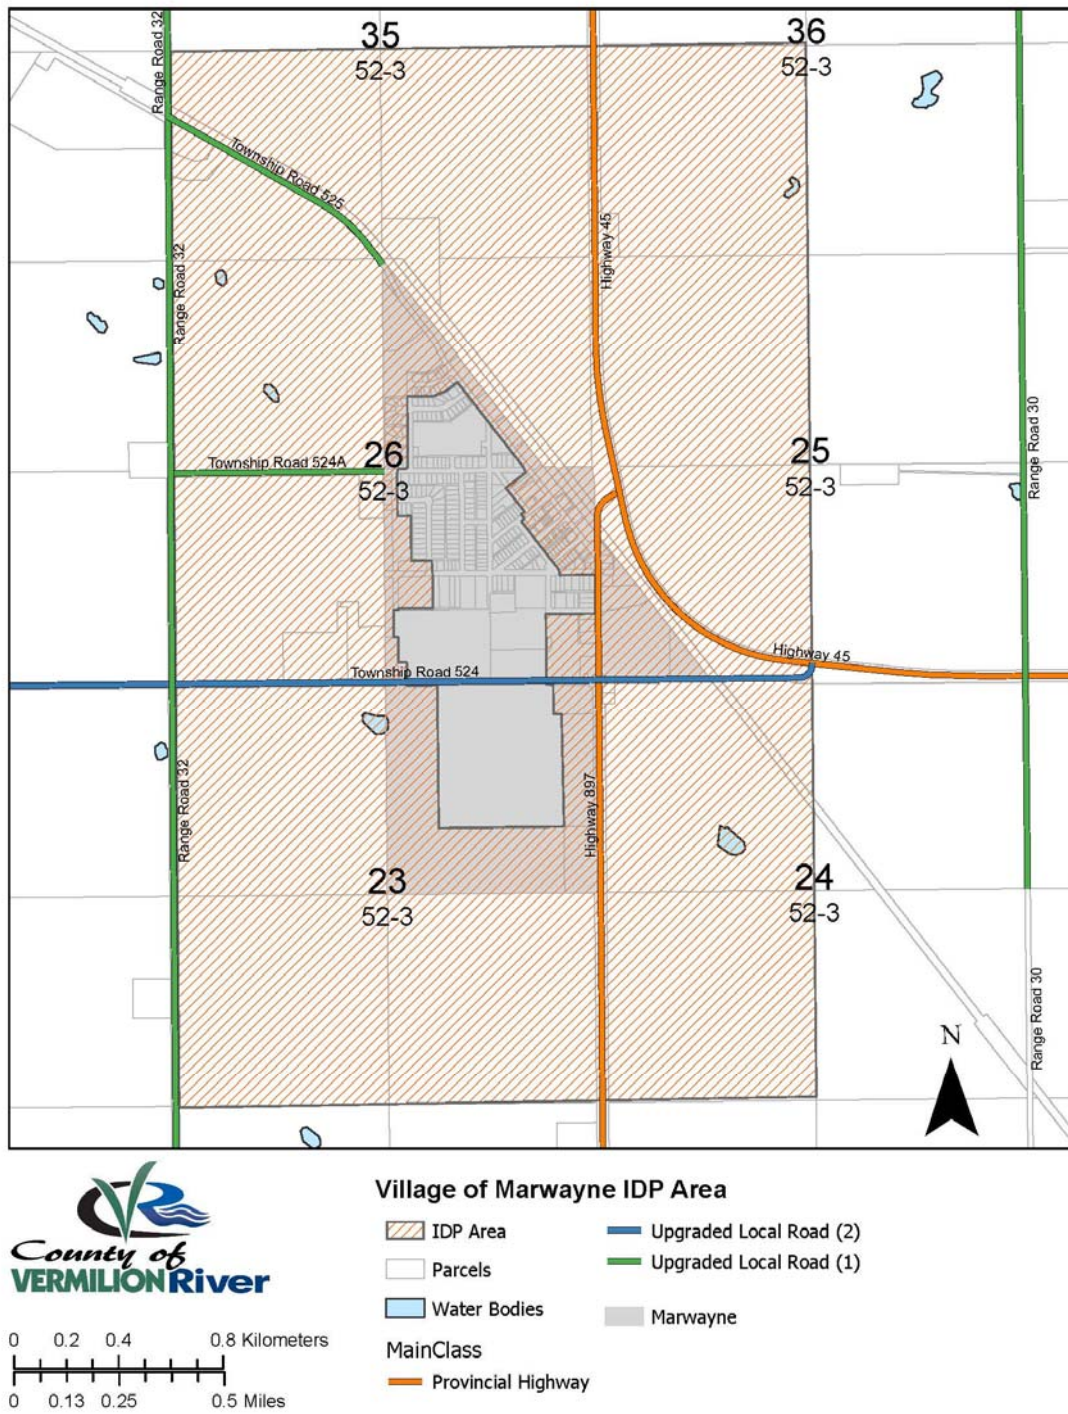 Range Road 32
35
52-3
36
52-3
Township Road 525
Highway 45
Range Road 32
Range Road 30
Township Road 524A
26
52-3
25
52-3
Highway 45
Township Road 524
Range Road 32
Highway 897
23
52-3
24
52-3
Range Road 30
N
County of
VERMILION River
Village of Marwayne IDP Area
IDP Area
Parcels
Water Bodies
MainClass
Provincial Highway
Upgraded Local Road (2)
Upgraded Local Road (1)
Marwayne
0 0.2 0.4 0.8 Kilometers
0 0.13 0.25 0.5 Miles